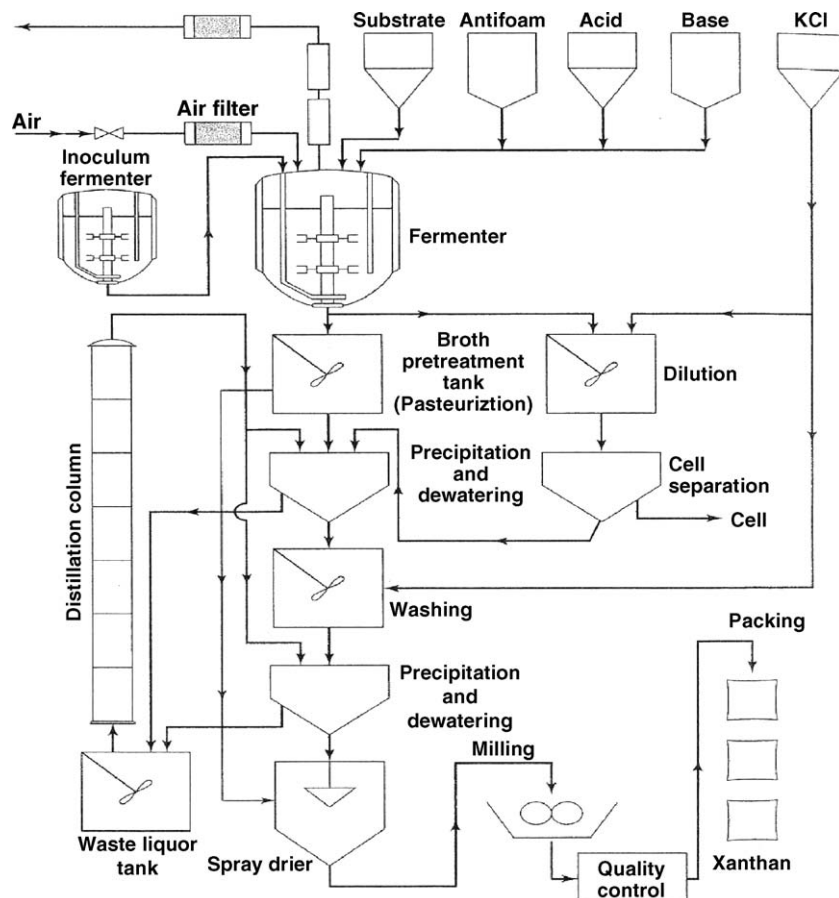 Substrate
Antifoam
Acid
Base
KCl
Air
Air filter
Inoculum
fermenter
Fermenter
Broth
pretreatment
tank
(Pasteuriztion)
Dilution
Precipitation
and
dewatering
Cell
separation
Cell
Distillation column
Washing
Packing
Precipitation
and
dewatering
Milling
Waste liquor
tank
Spray drier
Quality
control
Xanthan